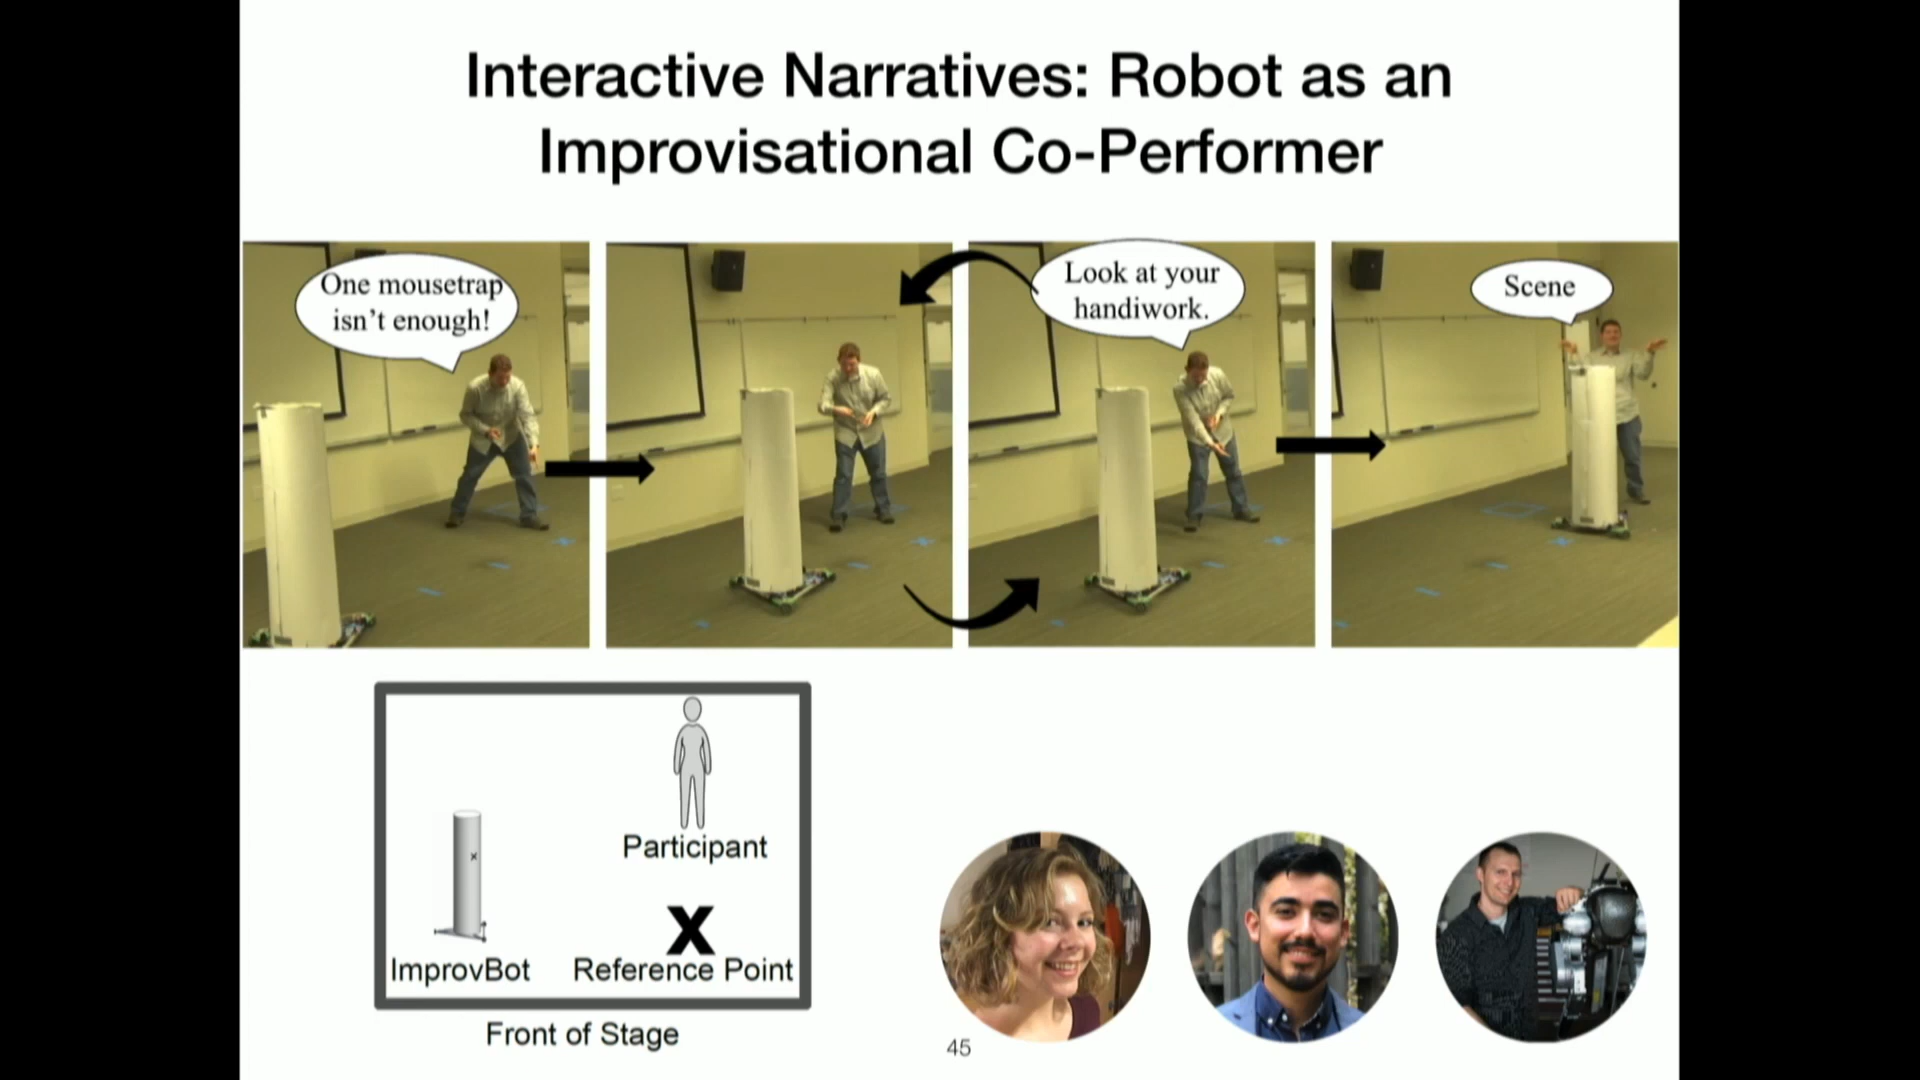 Interactive Narratives: Robot as an
Improvisational Co-Performer
One mousetrap
isn't enough!
Look at your
handiwork.
Scene
Participant
X
ImprovBot
Reference Point
Front of Stage
45